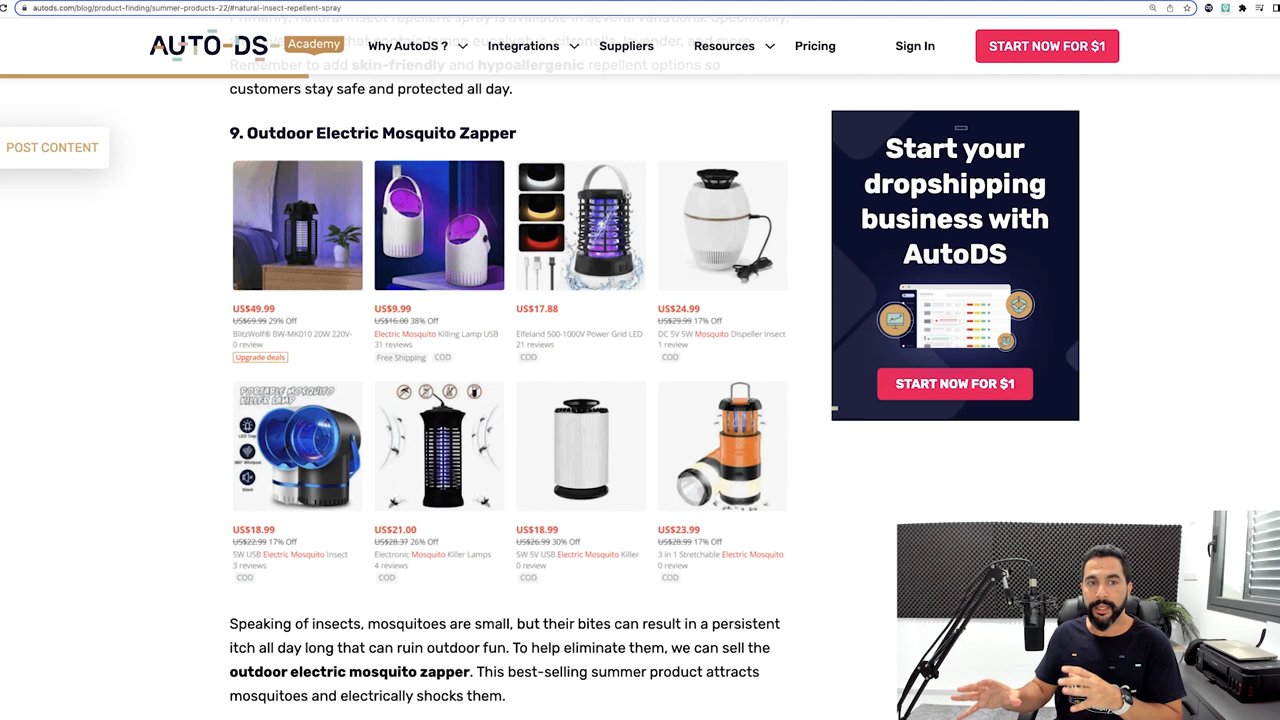 autods.com/blog/product-finding/summer-products-22/#natural-insect-repellent-spray
AUTO-DS Academy
Why AutoDS ?
Integrations
Suppliers
Resources
Pricing
Sign In
START NOW FOR $1
Primarily, natural insect repellent spray is available in several variations. Specifically,
Remember to add skin-friendly and hypoallergenic repellent options so
customers stay safe and protected all day.
POST CONTENT
9. Outdoor Electric Mosquito Zapper
US$49.99
US$69.99 29% Off
BlitzWolf® BW-MK010 20W 220V-
0 review
Upgrade deals
US$9.99
US$16.00 38% Off
Electric Mosquito Killing Lamp USB
31 reviews
Free Shipping COD
US$17.88
Elfeland 500-1000V Power Grid LED
21 reviews
COD
US$24.99
US$29.99 17% Off
DC 5V 5W Mosquito Dispeller Insect
1 review
COD
PORTABLE MOSQUITO
KILLER LAMP
LED Trap
360° Whirlpool
Silent
US$18.99
US$22.99 17% Off
5W USB Electric Mosquito Insect
3 reviews
COD
US$21.00
US$28.37 26% Off
Electronic Mosquito Killer Lamps
4 reviews
COD
US$18.99
US$26.99 30% Off
5W 5V USB Electric Mosquito Killer
0 review
COD
US$23.99
US$28.99 17% Off
3 in 1 Stretchable Electric Mosquito
0 review
COD
Speaking of insects, mosquitoes are small, but their bites can result in a persistent
itch all day long that can ruin outdoor fun. To help eliminate them, we can sell the
outdoor electric mosquito zapper. This best-selling summer product attracts
mosquitoes and electrically shocks them.
Start your
dropshipping
business with
AutoDS
START NOW FOR $1